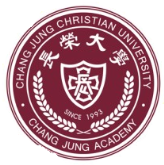 CHANG JUNG CHRISTIAN UNIVERSITY
長榮大學
SINCE 1993
CHANG JUNG ACADEMY